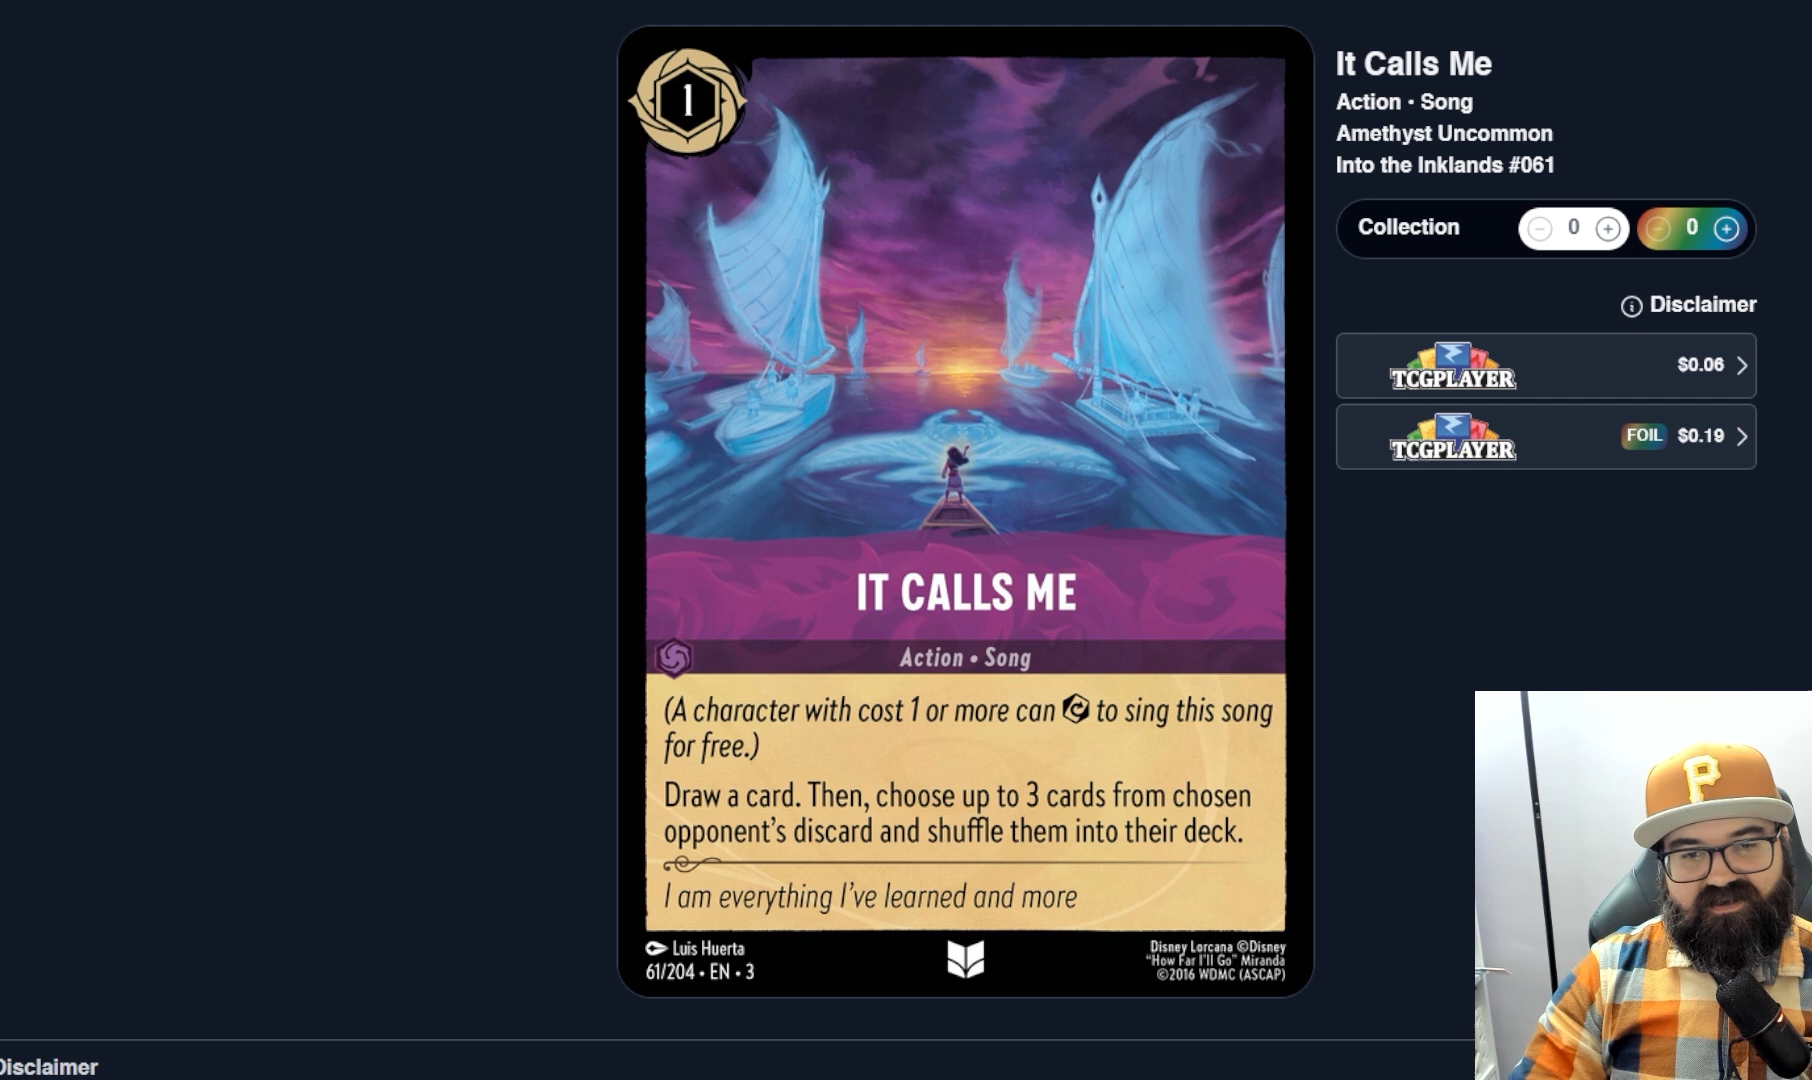 1
IT CALLS ME
Action • Song
(A character with cost 1 or more can to sing this song
for free.)
Draw a card. Then, choose up to 3 cards from chosen
opponent's discard and shuffle them into their deck.
I am everything I've learned and more
Luis Huerta
61/204 • EN • 3
Disney Lorcana ©Disney
"How Far I'll Go" Miranda
©2016 WDMC (ASCAP)
It Calls Me
Action • Song
Amethyst Uncommon
Into the Inklands #061
Collection 0 0
Disclaimer
TCGPLAYER $0.06
TCGPLAYER FOIL $0.19
P
Disclaimer